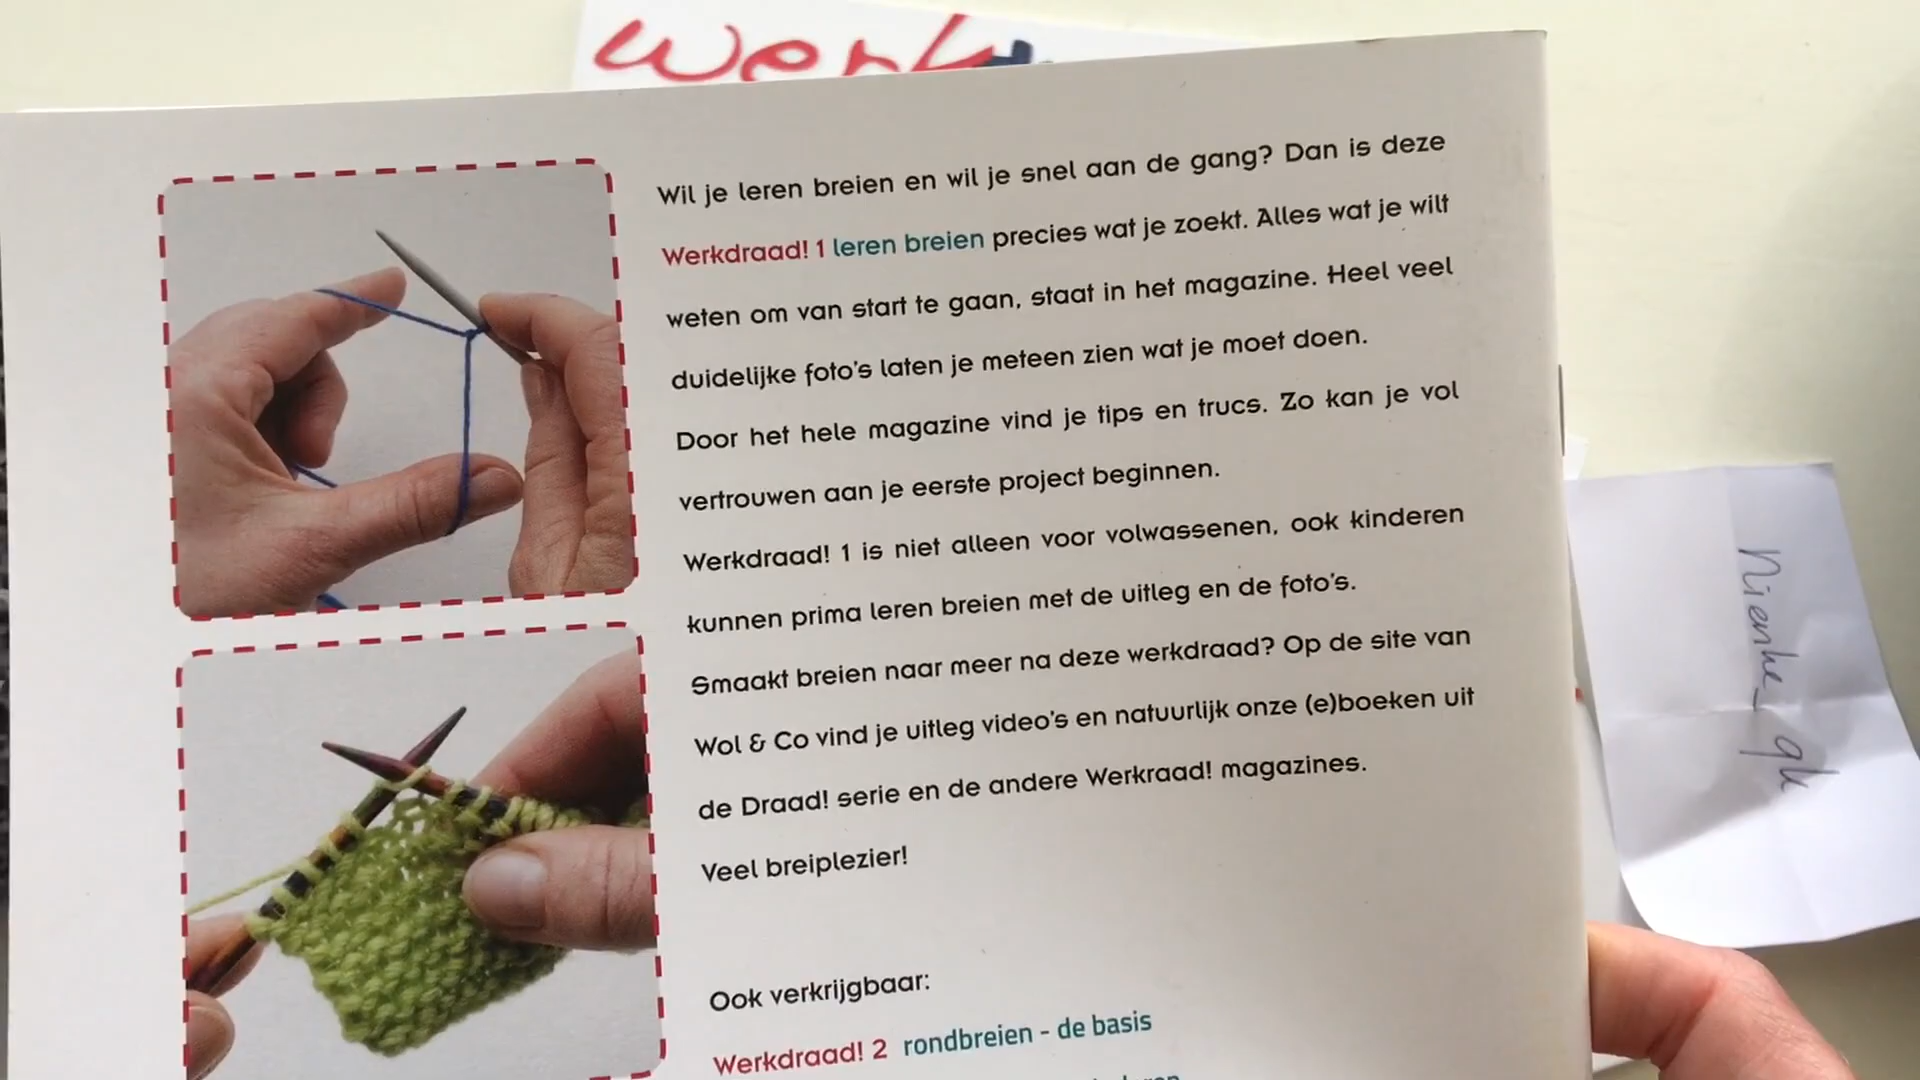 Wil je leren breien en wil je snel aan de gang? Dan is deze
Werkdraad! 1 leren breien precies wat je zoekt. Alles wat je wilt
weten om van start te gaan, staat in het magazine. Heel veel
duidelijke foto's laten je meteen zien wat je moet doen.
Door het hele magazine vind je tips en trucs. Zo kan je vol
vertrouwen aan je eerste project beginnen.
Werkdraad! 1 is niet alleen voor volwassenen, ook kinderen
kunnen prima leren breien met de uitleg en de foto's.
Smaakt breien naar meer na deze werkdraad? Op de site van
Wol & Co vind je uitleg video's en natuurlijk onze (e)boeken uit
de Draad! serie en de andere Werkraad! magazines.
Veel breiplezier!
Ook verkrijgbaar:
Werkdraad! 2 rondbreien - de basis